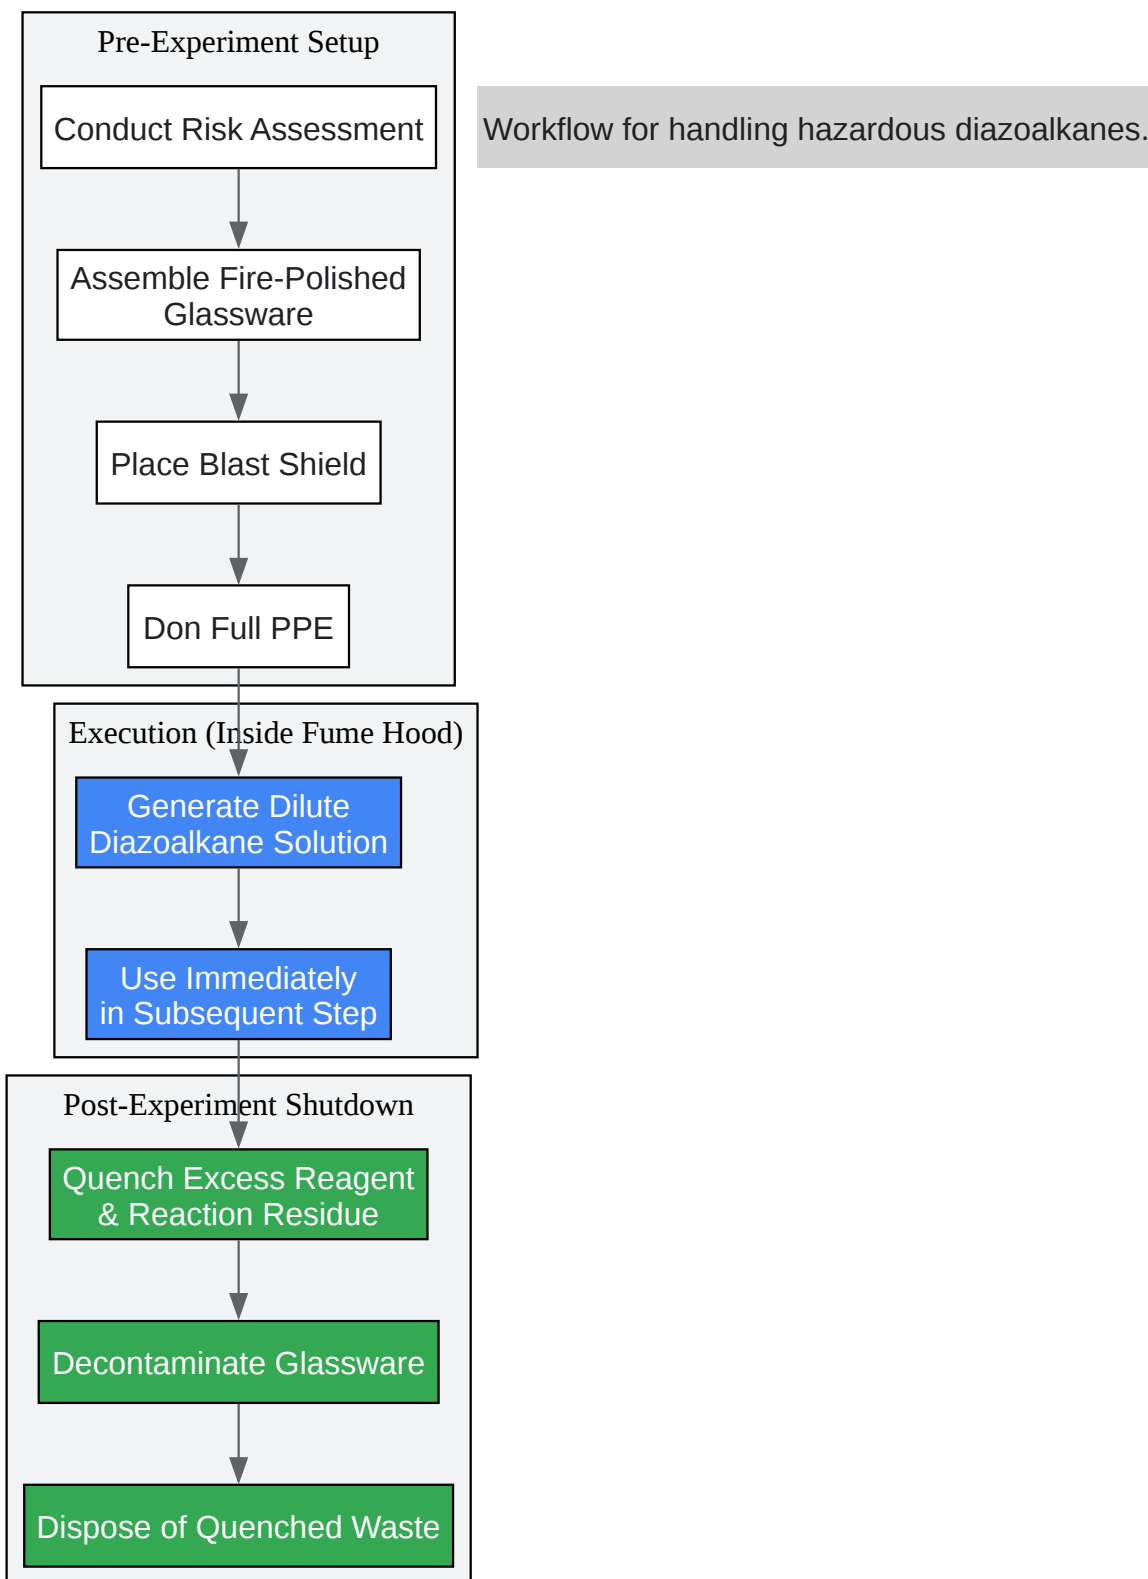 Pre-Experiment Setup
Conduct Risk Assessment
Workflow for handling hazardous diazoalkanes.
Assemble Fire-Polished
Glassware
Place Blast Shield
Don Full PPE
Execution (Inside Fume Hood)
Generate Dilute
Diazoalkane Solution
Use Immediately
in Subsequent Step
Post-Experiment Shutdown
Quench Excess Reagent
& Reaction Residue
Decontaminate Glassware
Dispose of Quenched Waste